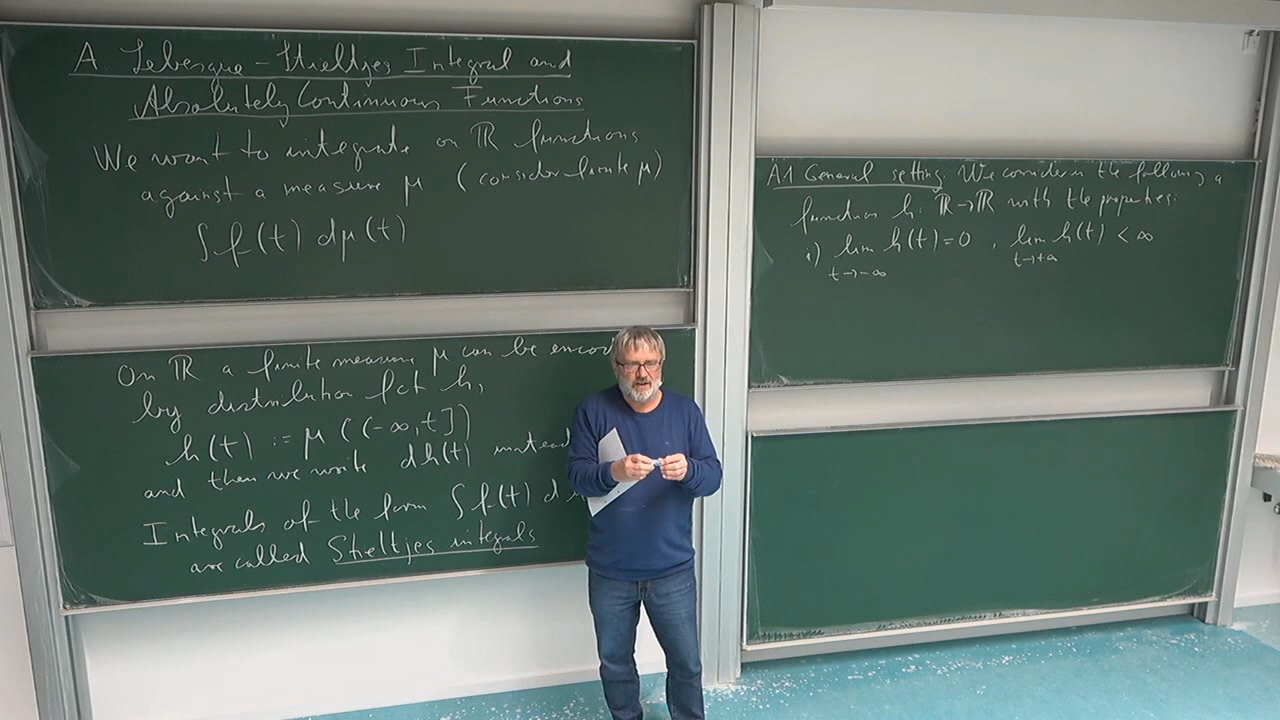 A. Lebesgue-Stieltjes Integral and
Absolutely Continuous Functions
We want to integrate on ℝ functions
against a measure μ (consider finite μ)
∫ f(t) dμ(t)
On ℝ a finite measure μ can be encod
by distribution fct h,
h(t) := μ((-∞,t])
and then we write dh(t) instead
Integrals of the form ∫ f(t) d
are called Stieltjes integrals
A1 General setting. We consider in the following a
function h: ℝ→ℝ with the properties:
i) lim h(t)=0, lim h(t) < ∞
t→-∞ t→+∞